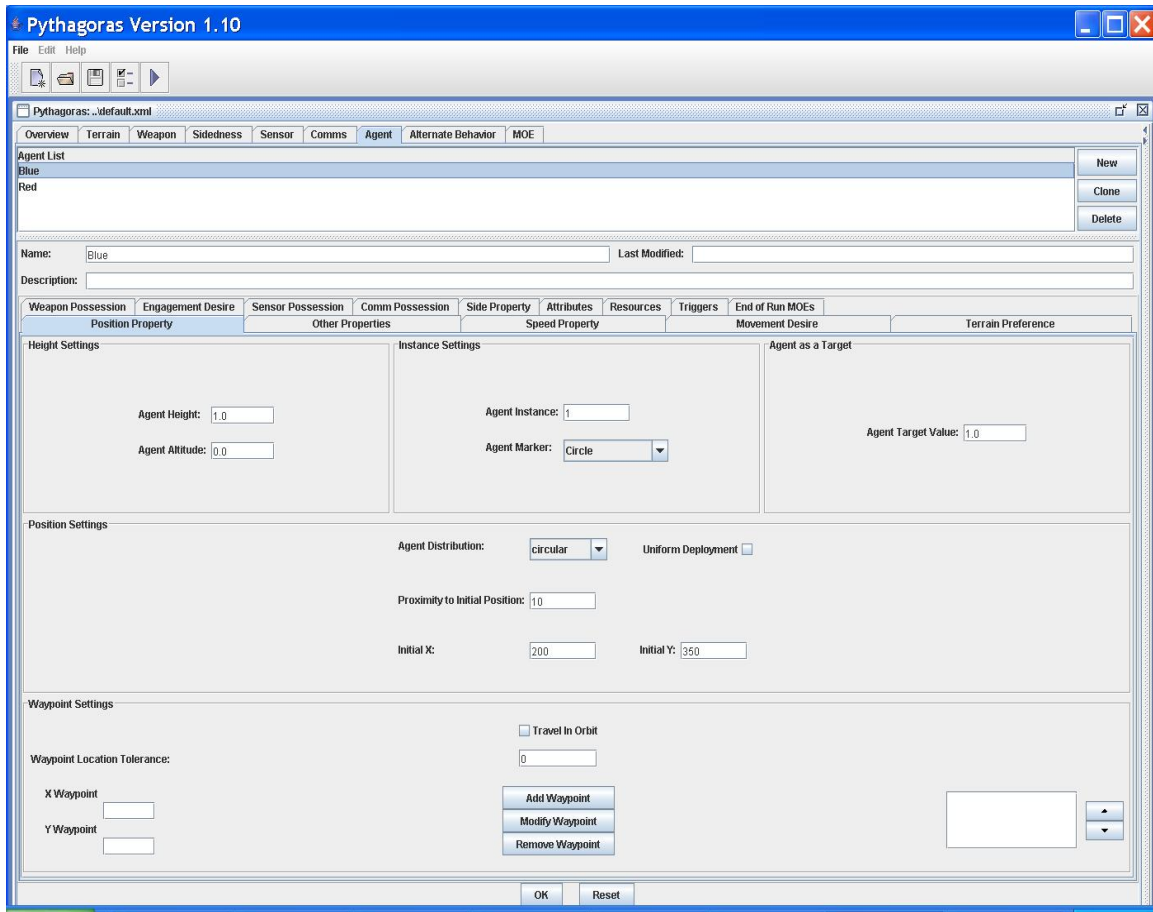 Pythagoras Version 1.10
File Edit Help
Pythagoras: ..\default.xml
Overview Terrain Weapon Sidedness Sensor Comms Agent Alternate Behavior MOE
Agent List
Blue
Red
New
Clone
Delete
Name: Blue Last Modified:
Description:
Weapon Possession Engagement Desire Sensor Possession Comm Possession Side Property Attributes Resources Triggers End of Run MOEs
Position Property Other Properties Speed Property Movement Desire Terrain Preference
Height Settings Instance Settings Agent as a Target
Agent Height: 1.0 Agent Instance: 1
Agent Target Value: 1.0
Agent Altitude: 0.0 Agent Marker: Circle
Position Settings
Agent Distribution: circular Uniform Deployment
Proximity to Initial Position: 10
Initial X: 200 Initial Y: 350
Waypoint Settings
Travel In Orbit
Waypoint Location Tolerance: 0
X Waypoint
Y Waypoint
Add Waypoint
Modify Waypoint
Remove Waypoint
OK Reset